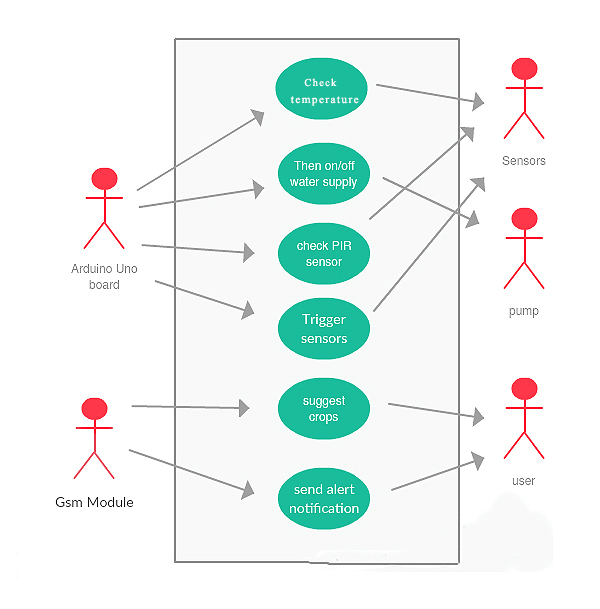 Check
temperature
Then on/off
water supply
check PIR
sensor
Trigger
sensors
suggest
crops
send alert
notification
Arduino Uno
board
Gsm Module
Sensors
pump
user